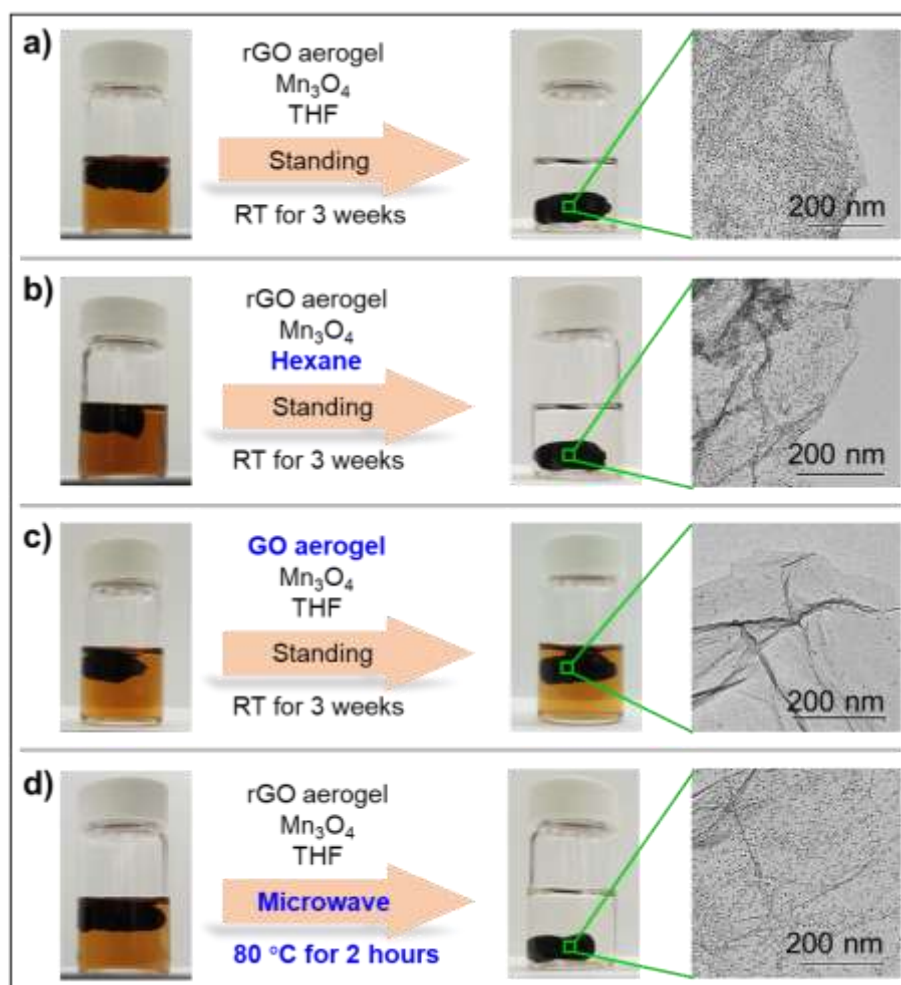 a)
rGO aerogel
Mn₃O₄
THF
Standing
RT for 3 weeks
200 nm
b)
rGO aerogel
Mn₃O₄
Hexane
Standing
RT for 3 weeks
200 nm
c)
GO aerogel
Mn₃O₄
THF
Standing
RT for 3 weeks
200 nm
d)
rGO aerogel
Mn₃O₄
THF
Microwave
80 °C for 2 hours
200 nm